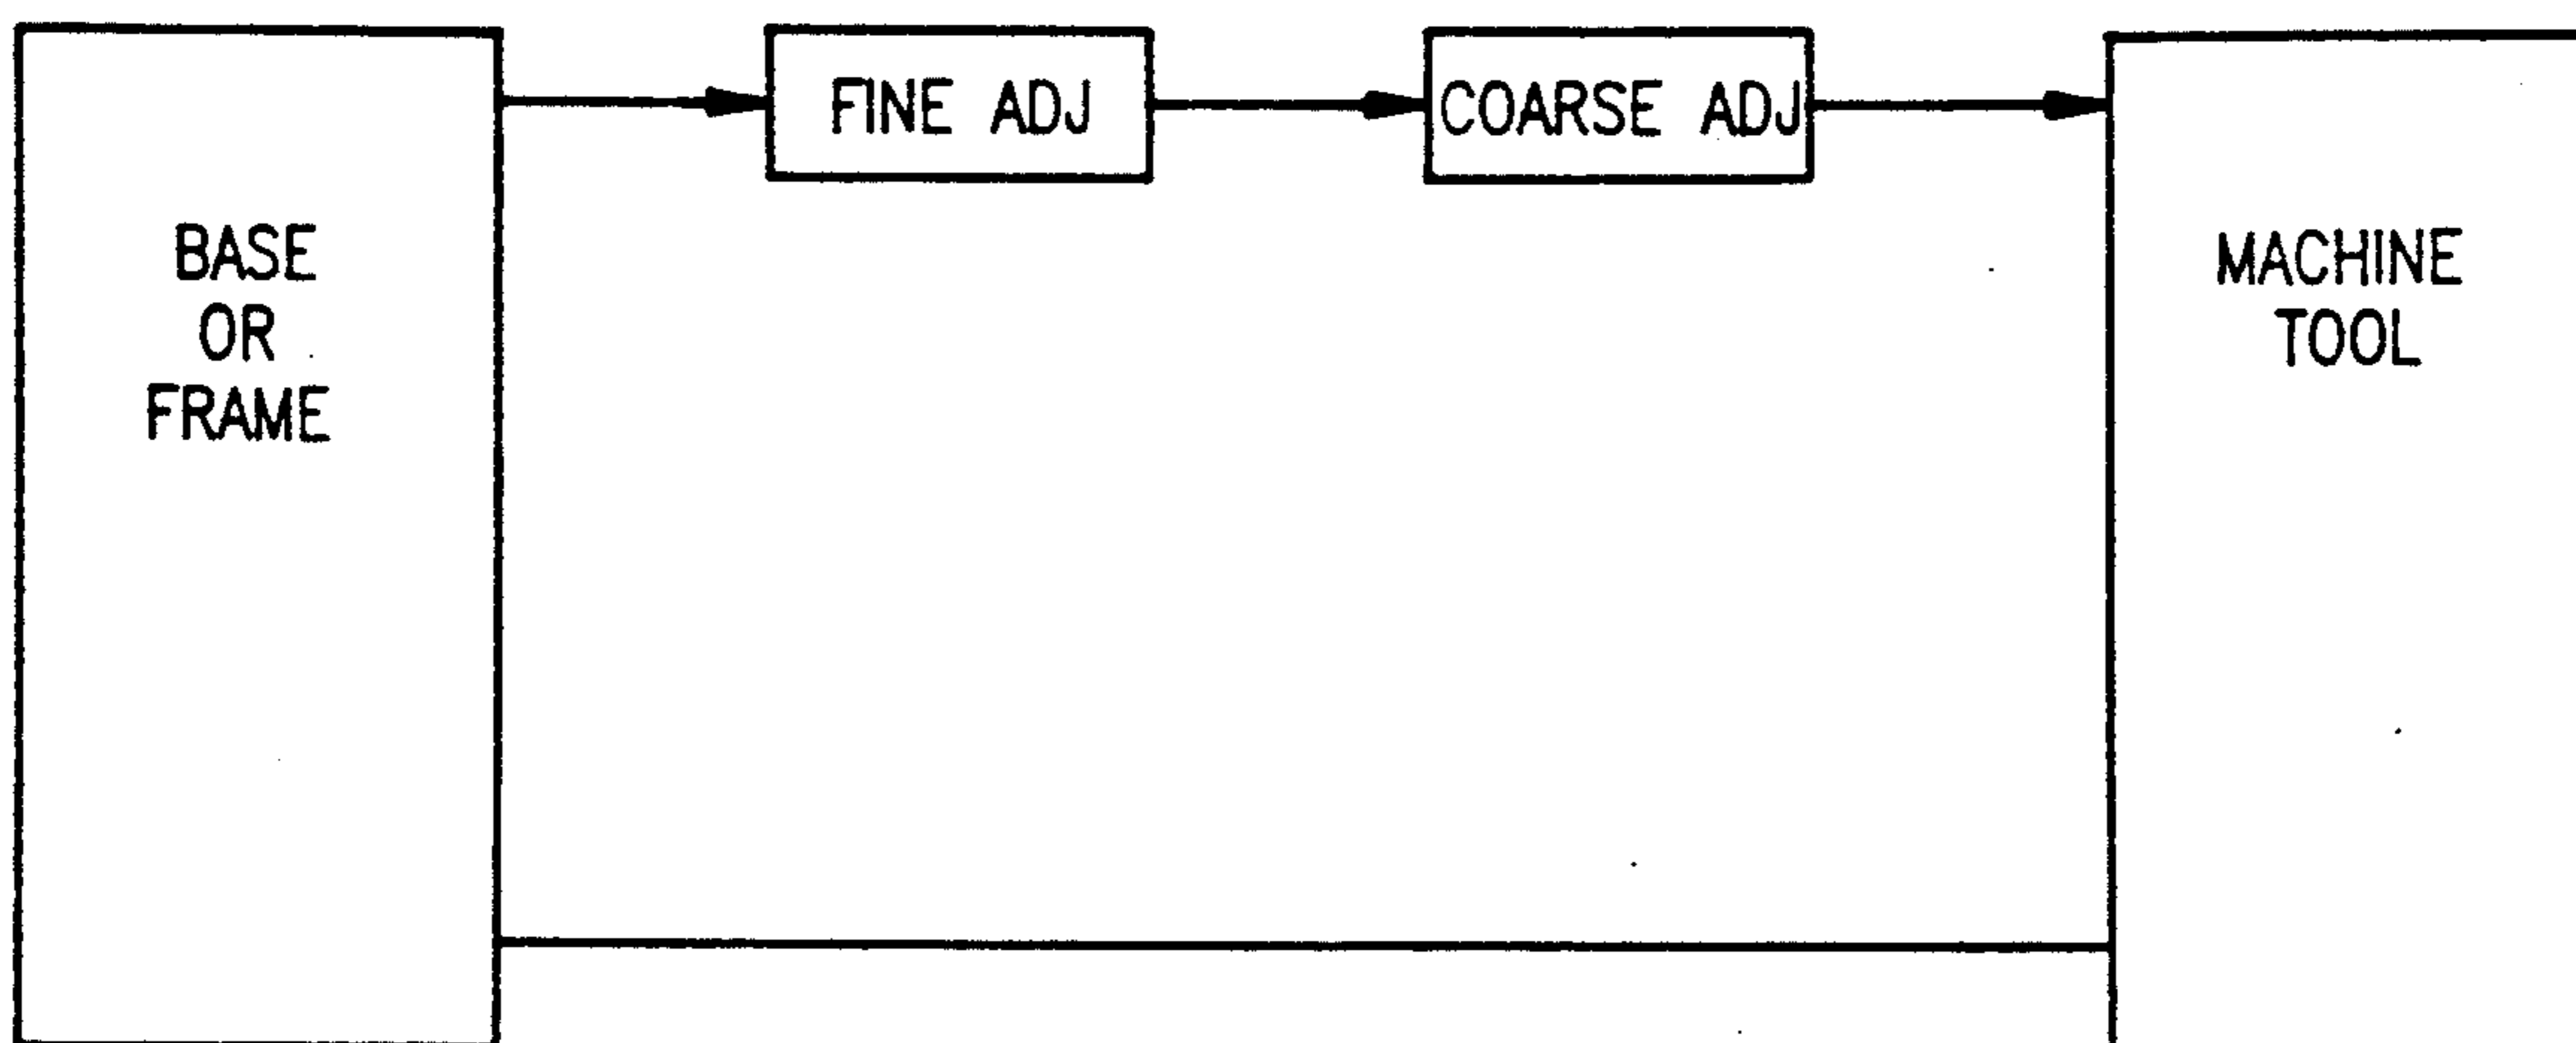 BASE
OR
FRAME
FINE ADJ
COARSE ADJ
MACHINE
TOOL